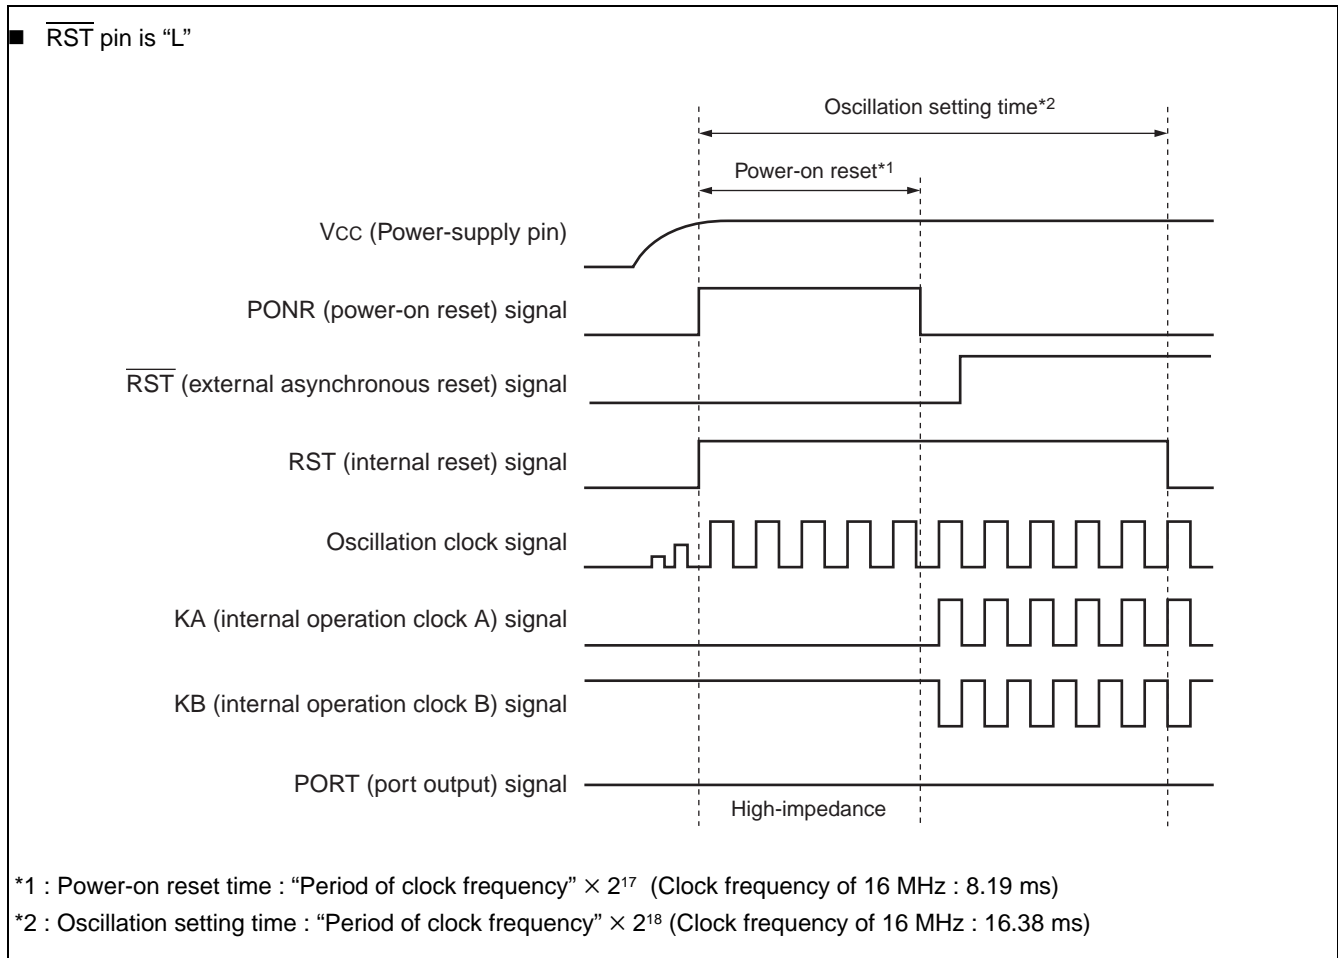 ■ RST pin is “L”
Oscillation setting time*2
Power-on reset*1
VCC (Power-supply pin)
PONR (power-on reset) signal
RST (external asynchronous reset) signal
RST (internal reset) signal
Oscillation clock signal
KA (internal operation clock A) signal
KB (internal operation clock B) signal
PORT (port output) signal
High-impedance
*1 : Power-on reset time : “Period of clock frequency” × 2¹⁷ (Clock frequency of 16 MHz : 8.19 ms)
*2 : Oscillation setting time : “Period of clock frequency” × 2¹⁸ (Clock frequency of 16 MHz : 16.38 ms)